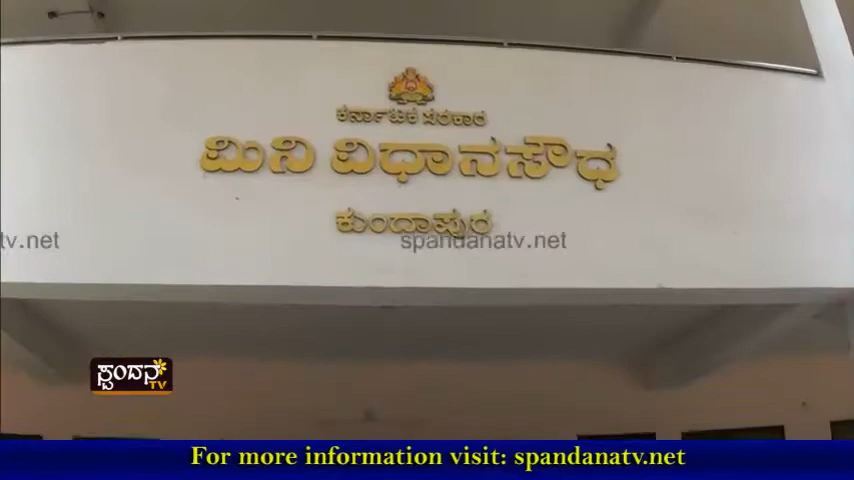 ಕರ್ನಾಟಕ ಸರಕಾರ
ಮಿನಿ ವಿಧಾನಸೌಧ
ಕುಂದಾಪುರ
tv.net
spandanatv.net
ಸ್ಪಂದನ
TV
For more information visit: spandanatv.net